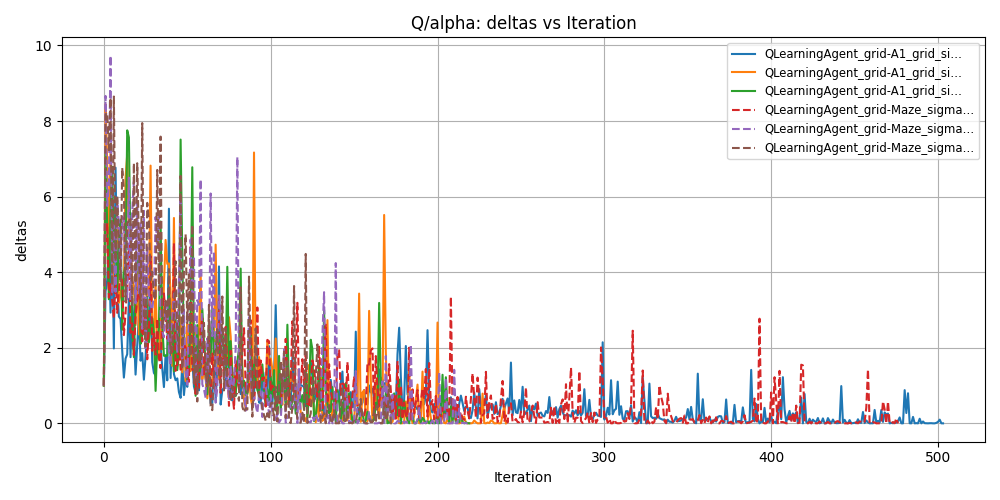 Q/alpha: deltas vs Iteration
QLearningAgent_grid-A1_grid_si...
QLearningAgent_grid-A1_grid_si...
QLearningAgent_grid-A1_grid_si...
QLearningAgent_grid-Maze_sigma...
QLearningAgent_grid-Maze_sigma...
QLearningAgent_grid-Maze_sigma...
deltas
10
8
6
4
2
0
0 100 200 300 400 500
Iteration